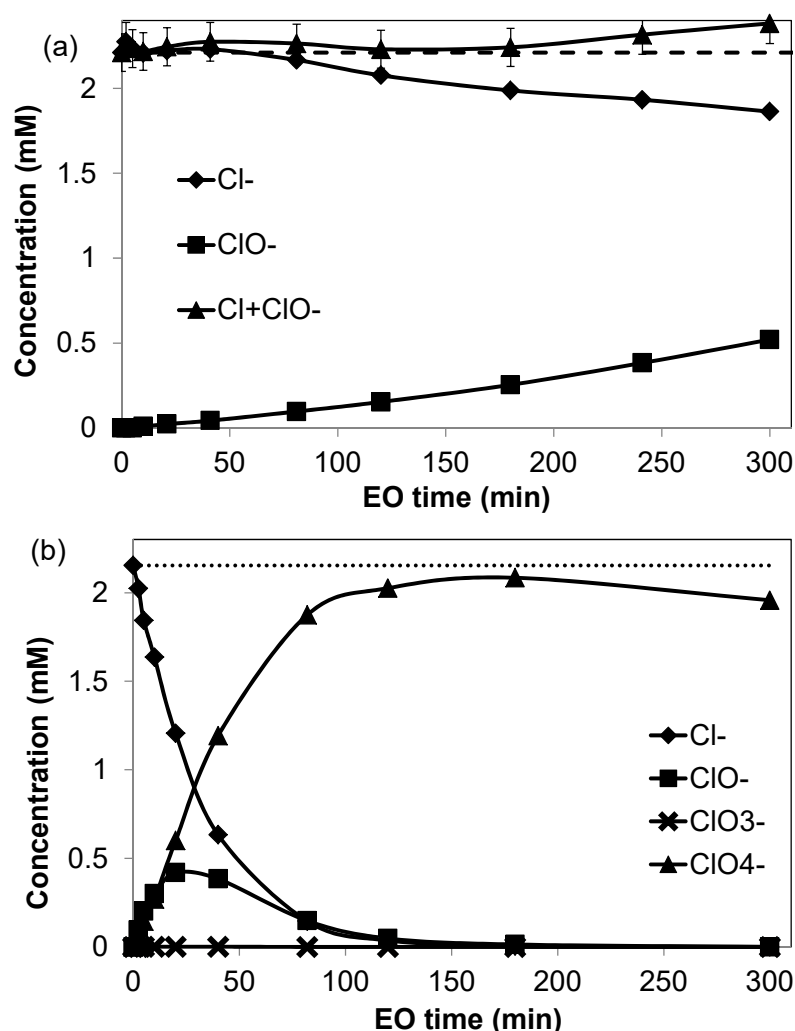 (a)
Concentration (mM)
2
1.5
1
0.5
0
Cl-
ClO-
Cl+ClO-
0 50 100 150 200 250 300
EO time (min)
(b)
Concentration (mM)
2
1.5
1
0.5
0
Cl-
ClO-
ClO3-
ClO4-
0 50 100 150 200 250 300
EO time (min)